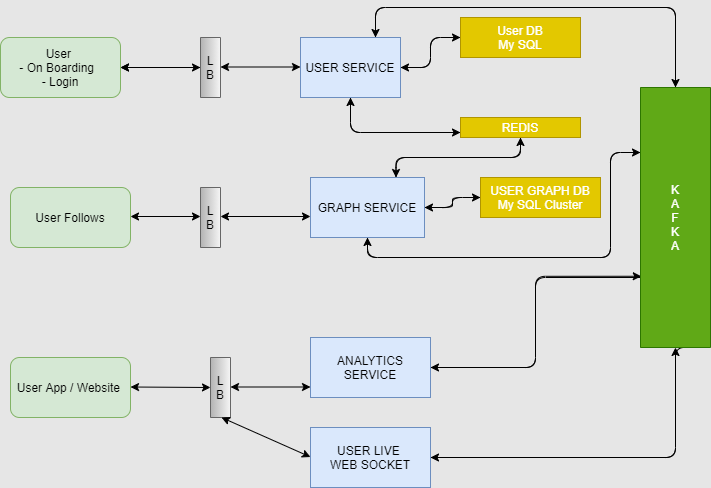 User
- On Boarding
- Login
L
B
USER SERVICE
User DB
My SQL
REDIS
User Follows
L
B
GRAPH SERVICE
USER GRAPH DB
My SQL Cluster
K
A
F
K
A
User App / Website
L
B
ANALYTICS
SERVICE
USER LIVE
WEB SOCKET